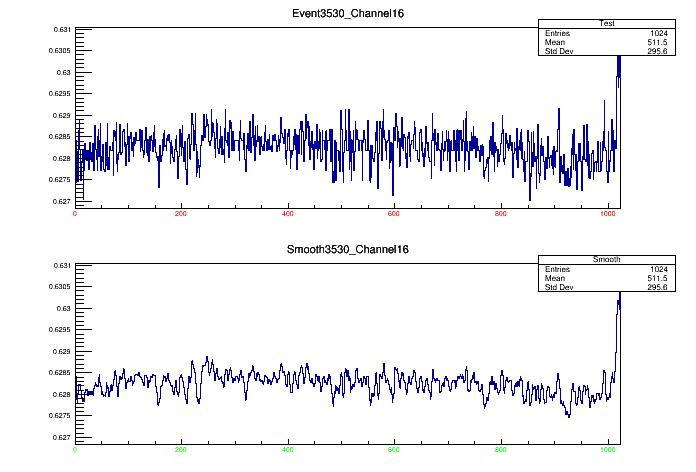 Event3530_Channel16
Test
Entries 1024
Mean 511.5
Std Dev 295.6
0.631
0.6305
0.63
0.6295
0.629
0.6285
0.628
0.6275
0.627
0 200 400 600 800 1000
Smooth3530_Channel16
Smooth
Entries 1024
Mean 511.5
Std Dev 295.6
0.631
0.6305
0.63
0.6295
0.629
0.6285
0.628
0.6275
0.627
0 200 400 600 800 1000